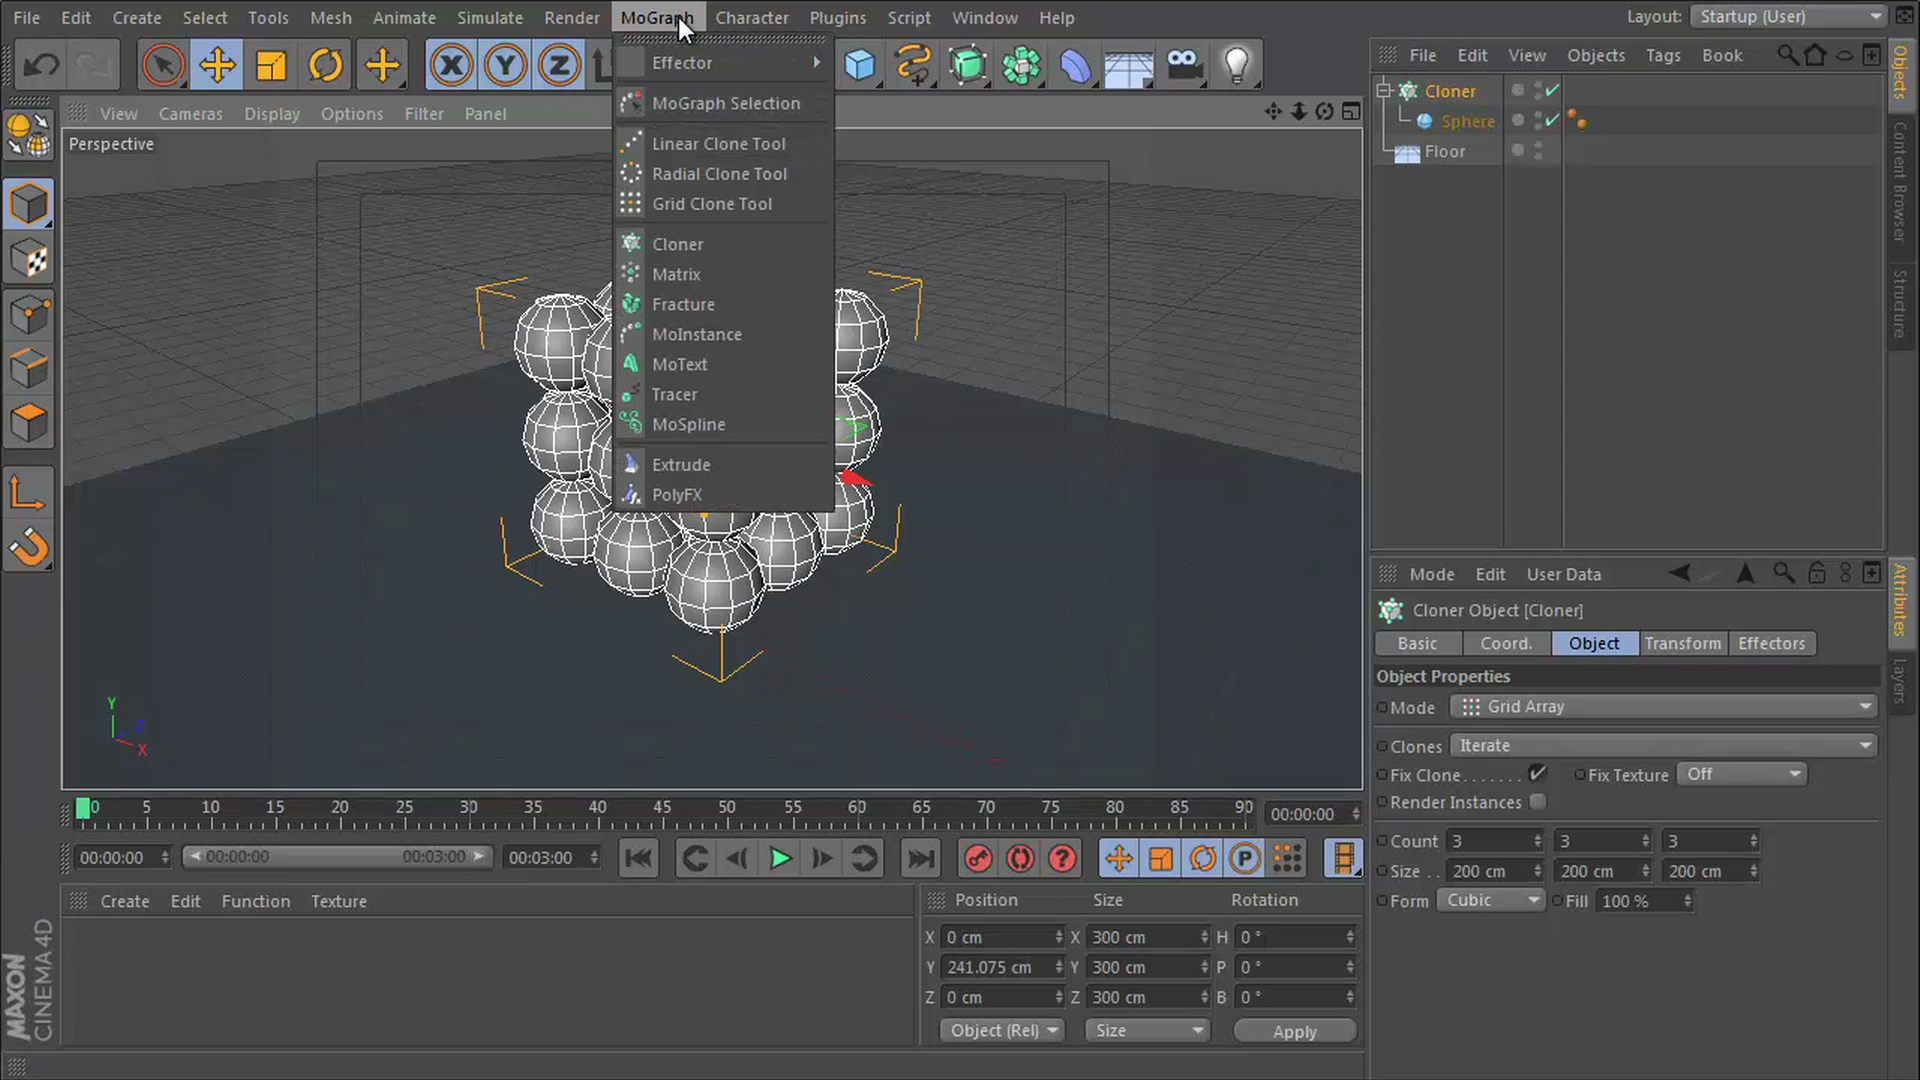 File Edit Create Select Tools Mesh Animate Simulate Render MoGraph Character Plugins Script Window Help Layout: Startup (User)
X Y Z
View Cameras Display Options Filter Panel
Perspective
Effector
MoGraph Selection
Linear Clone Tool
Radial Clone Tool
Grid Clone Tool
Cloner
Matrix
Fracture
MoInstance
MoText
Tracer
MoSpline
Extrude
PolyFX
Y
Z
X
File Edit View Objects Tags Book
Cloner
Sphere
Floor
Objects
Content Browser
Structure
Mode Edit User Data
Cloner Object [Cloner]
Basic Coord. Object Transform Effectors
Object Properties
Mode Grid Array
Clones Iterate
Fix Clone....... Fix Texture Off
Render Instances
Count 3 3 3
Size .. 200 cm 200 cm 200 cm
Form Cubic Fill 100 %
Attributes
Layers
0 5 10 15 20 25 30 35 40 45 50 55 60 65 70 75 80 85 90 00:00:00
00:00:00 00:00:00 00:03:00 00:03:00 ? P
Create Edit Function Texture
Position Size Rotation
X 0 cm X 300 cm H 0 °
Y 241.075 cm Y 300 cm P 0 °
Z 0 cm Z 300 cm B 0 °
Object (Rel) Size Apply
MAXON
CINEMA 4D